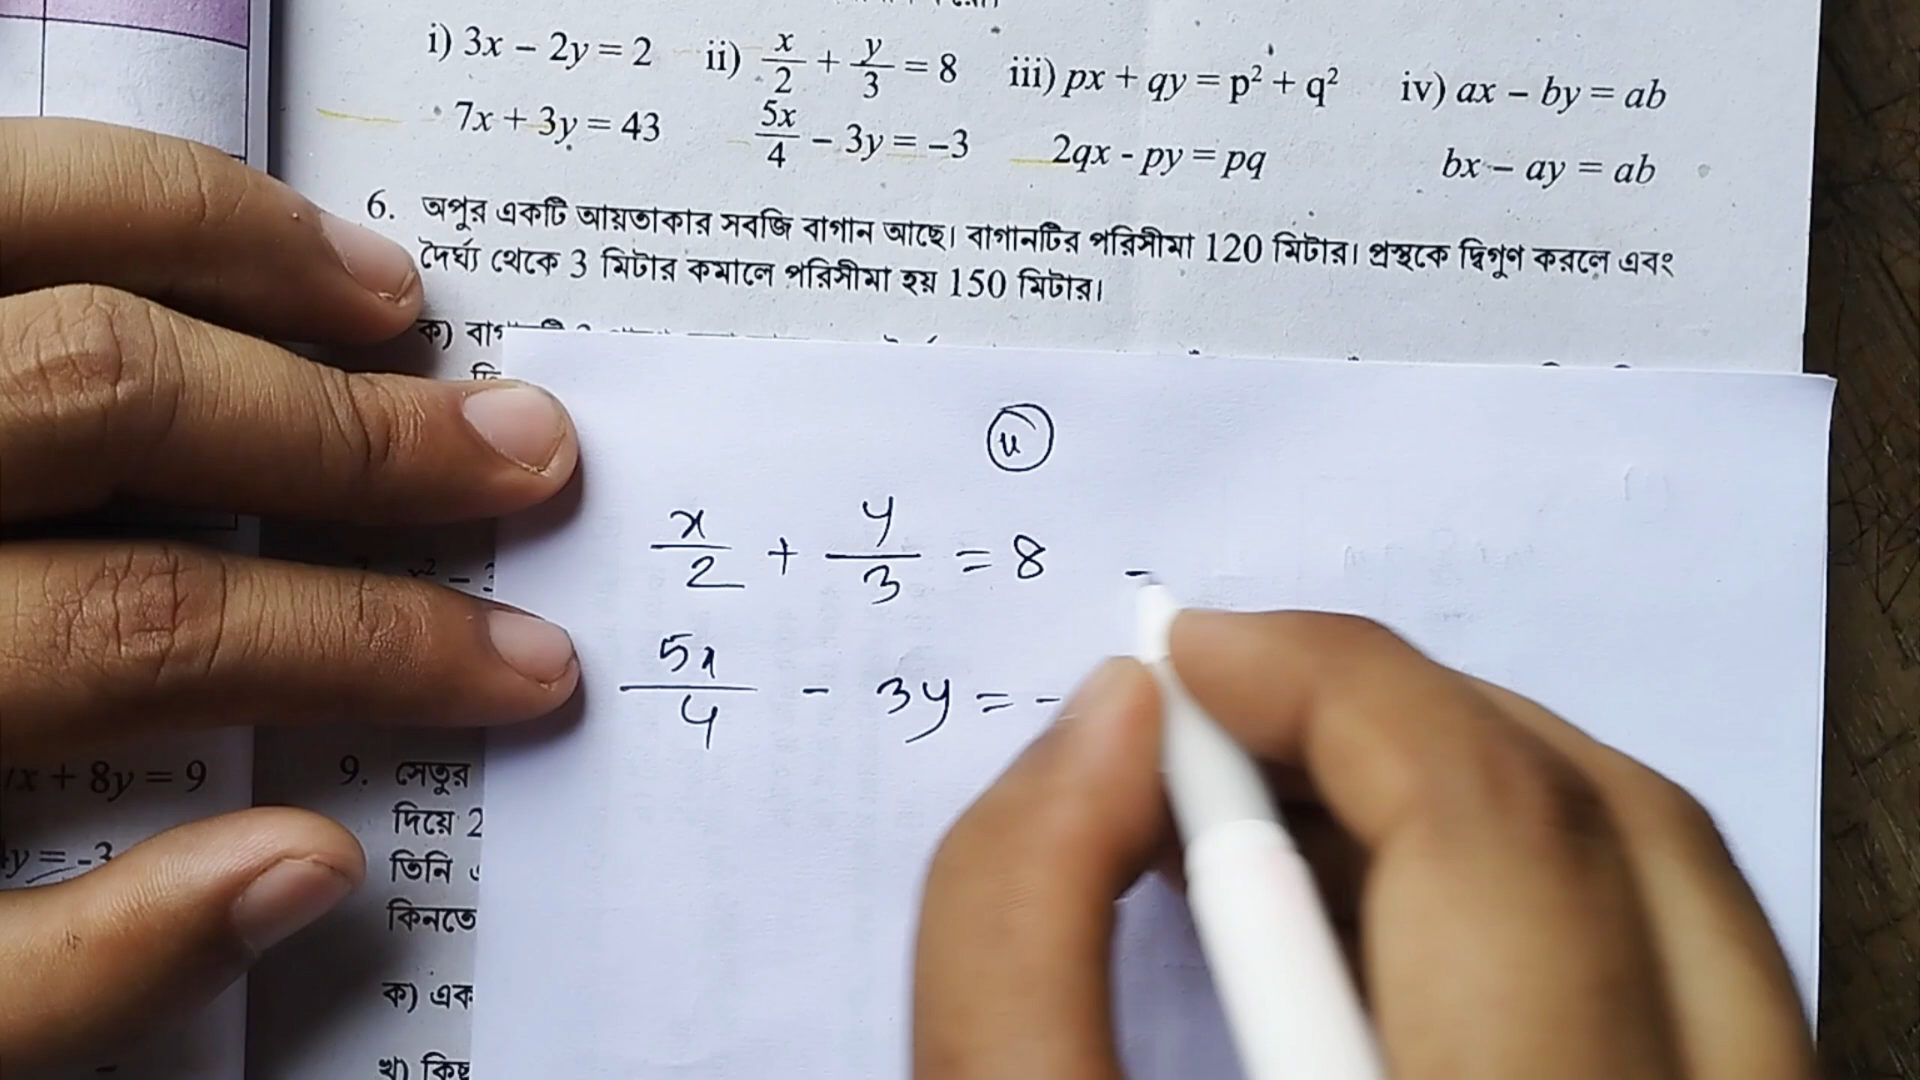 i) 3x – 2y = 2 ii) x/2 + y/3 = 8 iii) px + qy = p² + q² iv) ax – by = ab
7x + 3y = 43 5x/4 – 3y = –3 2qx - py = pq bx – ay = ab
6. অপুর একটি আয়তাকার সবজি বাগান আছে। বাগানটির পরিসীমা 120 মিটার। প্রস্থকে দ্বিগুণ করলে এবং
দৈর্ঘ্য থেকে 3 মিটার কমালে পরিসীমা হয় 150 মিটার।
ক)
ii
x/2 + y/3 = 8 -
5x/4 - 3y = -
x + 8y = 9
y = -3
9. সেতুর
দিয়ে 2
তিনি
কিনতে
ক) এক
খ) কিছু